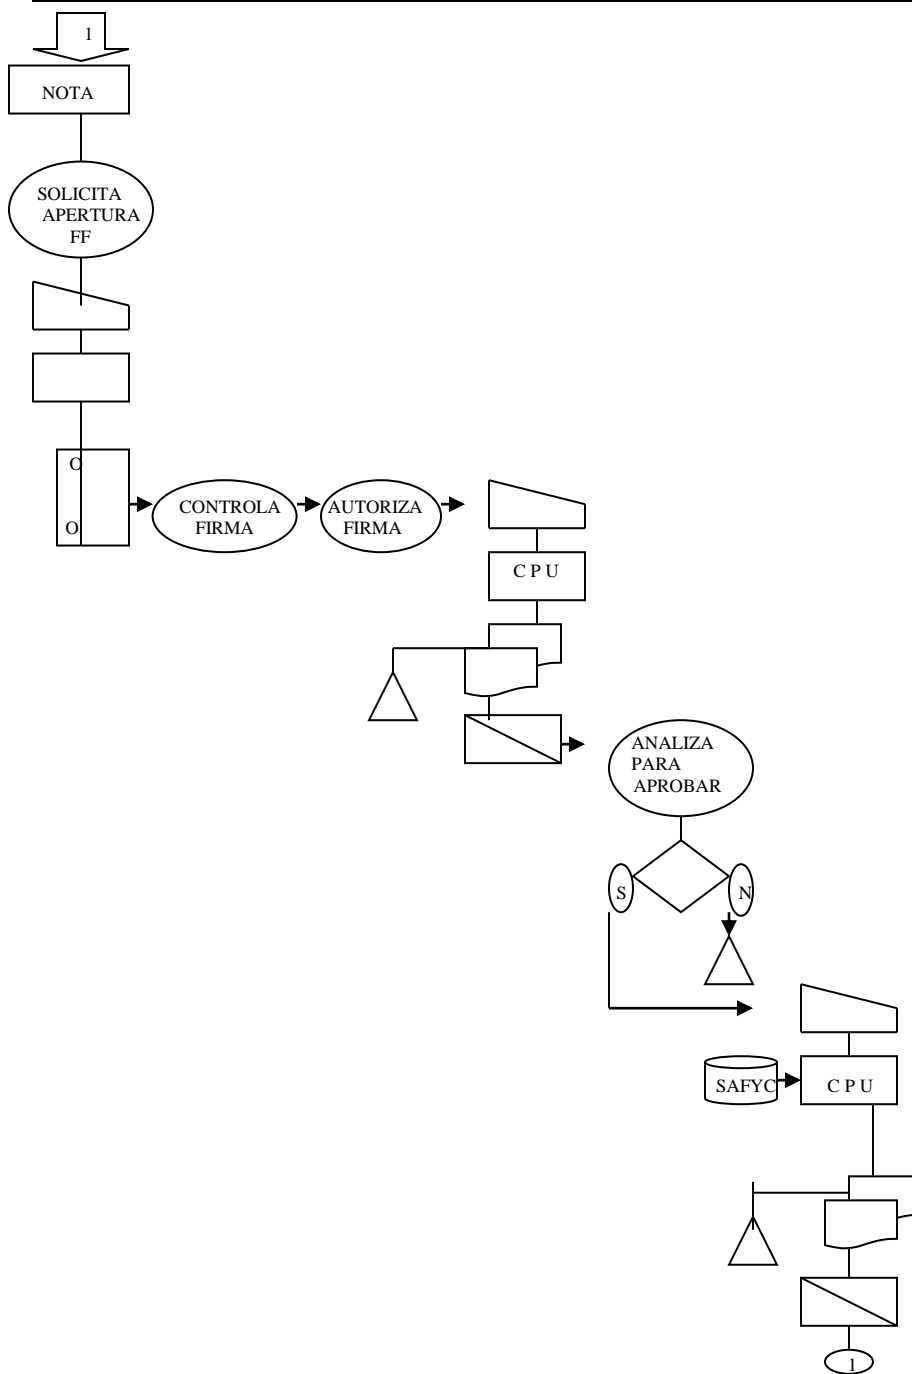 1
NOTA
SOLICITA
APERTURA
FF
O
O
CONTROLA
FIRMA
AUTORIZA
FIRMA
C P U
ANALIZA
PARA
APROBAR
S
N
SAFYC
C P U
1